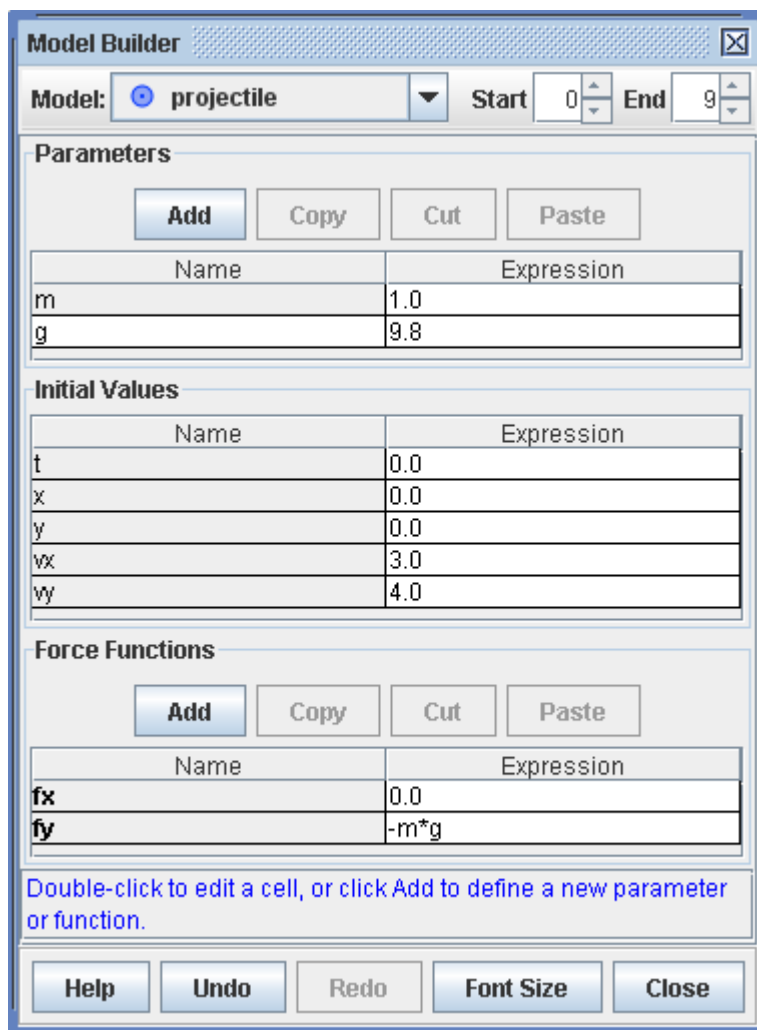 Model Builder
Model: projectile Start 0 End 9
Parameters
Add Copy Cut Paste
Name Expression
m 1.0
g 9.8
Initial Values
Name Expression
t 0.0
x 0.0
y 0.0
vx 3.0
vy 4.0
Force Functions
Add Copy Cut Paste
Name Expression
fx 0.0
fy -m*g
Double-click to edit a cell, or click Add to define a new parameter
or function.
Help Undo Redo Font Size Close